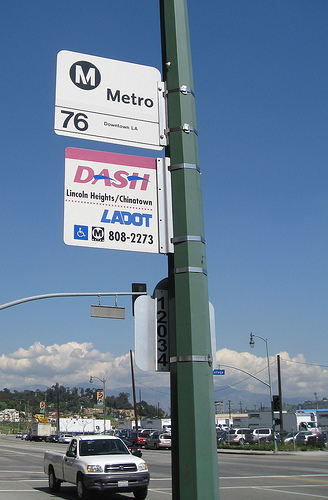 M
Metro
76 Downtown LA
DASH
Lincoln Heights/Chinatown
LADOT
M 808-2273
12034